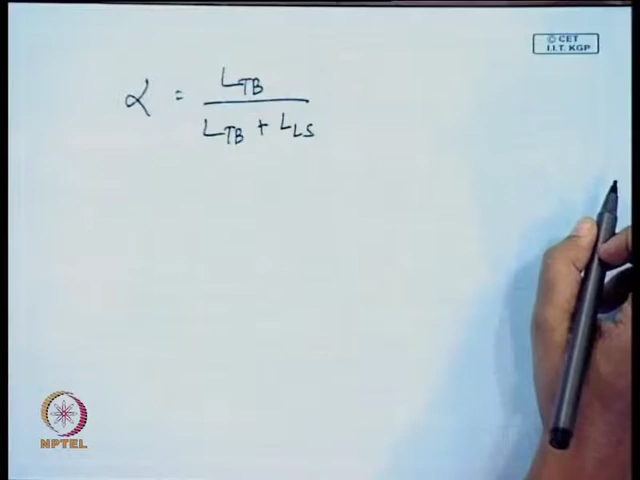 © CET
I.I.T. KGP
α = L_TB / (L_TB + L_LS)
NPTEL